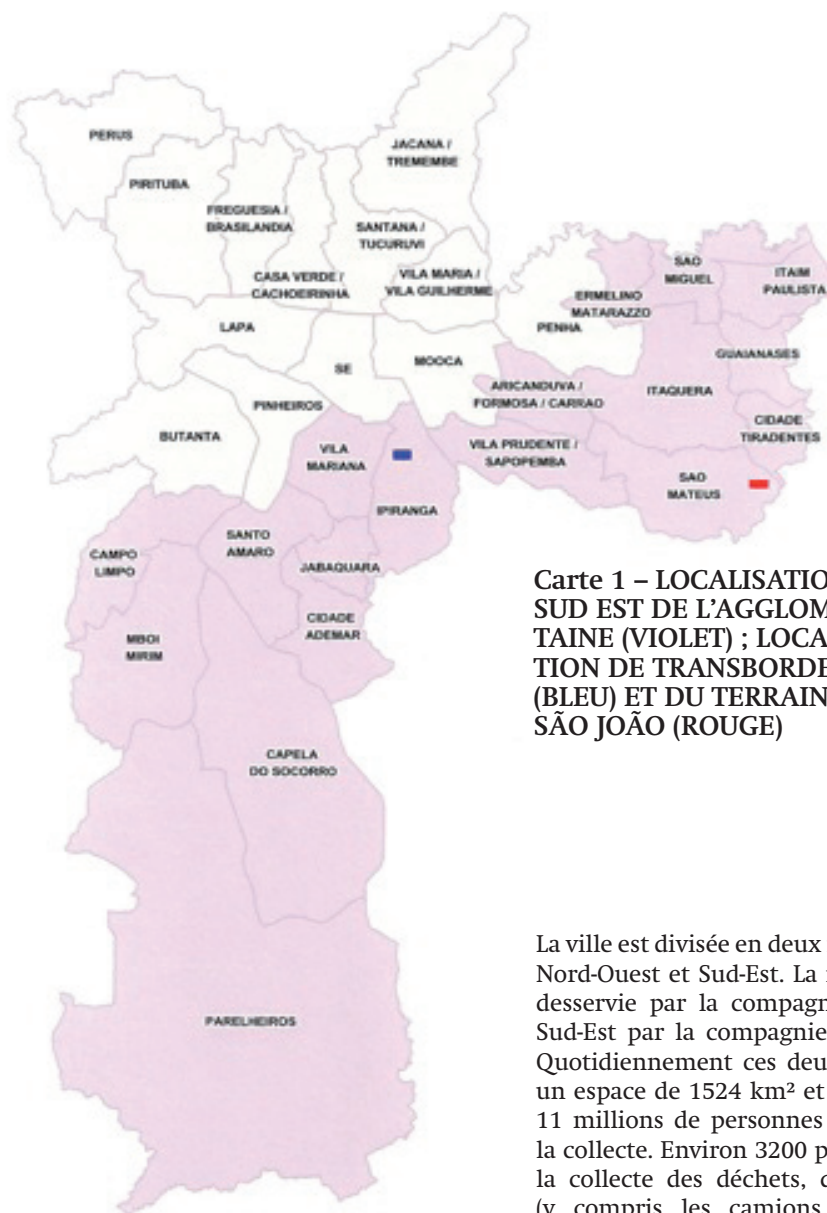 PERUS
JACANA /
TREMEMBE
PIRITUBA
FREGUESIA /
BRASILANDIA
SANTANA /
TUCURUVI
SAO
MIGUEL
ITAIM
PAULISTA
CASA VERDE /
CACHOEIRINHA
VILA MARIA /
VILA GUILHERME
ERMELINO
MATARAZZO
LAPA
PENHA
SE
MOOCA
GUAIANASES
ARICANDUVA /
FORMOSA / CARRAO
ITAQUERA
PINHEIROS
BUTANTA
VILA
MARIANA
VILA PRUDENTE /
SAPOPEMBA
CIDADE
TIRADENTES
SAO
MATEUS
IPIRANGA
SANTO
AMARO
CAMPO
LIMPO
JABAQUARA
CIDADE
ADEMAR
MBOI
MIRIM
CAPELA
DO SOCORRO
PARELHEIROS
Carte 1 – LOCALISATIO
SUD EST DE L’AGGLOM
TAINE (VIOLET) ; LOCA
TION DE TRANSBORDE
(BLEU) ET DU TERRAIN
SÃO JOÃO (ROUGE)
La ville est divisée en deux
Nord-Ouest et Sud-Est. La
desservie par la compagn
Sud-Est par la compagnie
Quotidiennement ces deu
un espace de 1524 km² et
11 millions de personnes
la collecte. Environ 3200 p
la collecte des déchets,
(y compris les camions